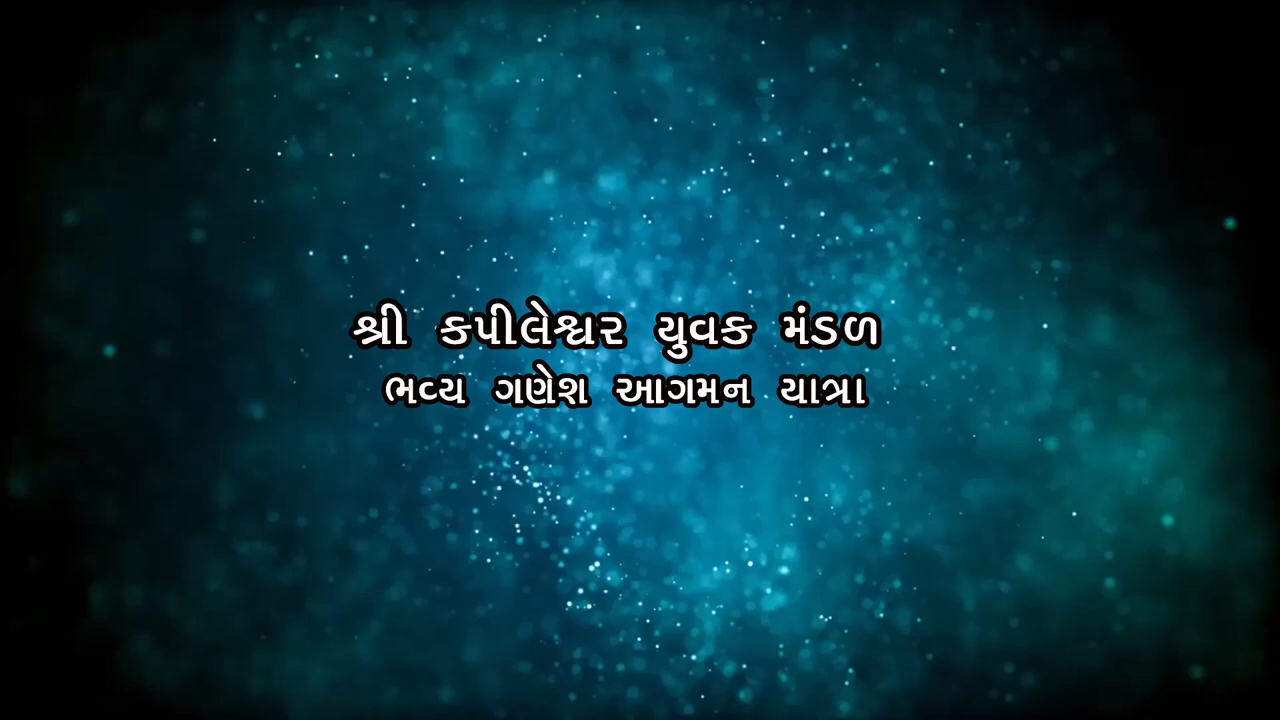 શ્રી કપીલેશ્વર યુવક મંડળ
ભવ્ય ગણેશ આગમન યાત્રા